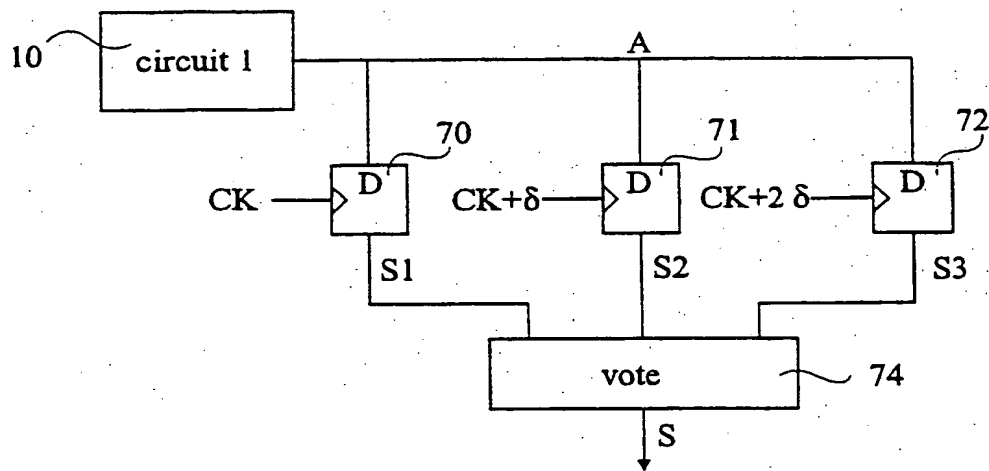 A
10
circuit 1
70
71
72
D
D
D
CK
CK+δ
CK+2 δ
S1
S2
S3
vote
74
S